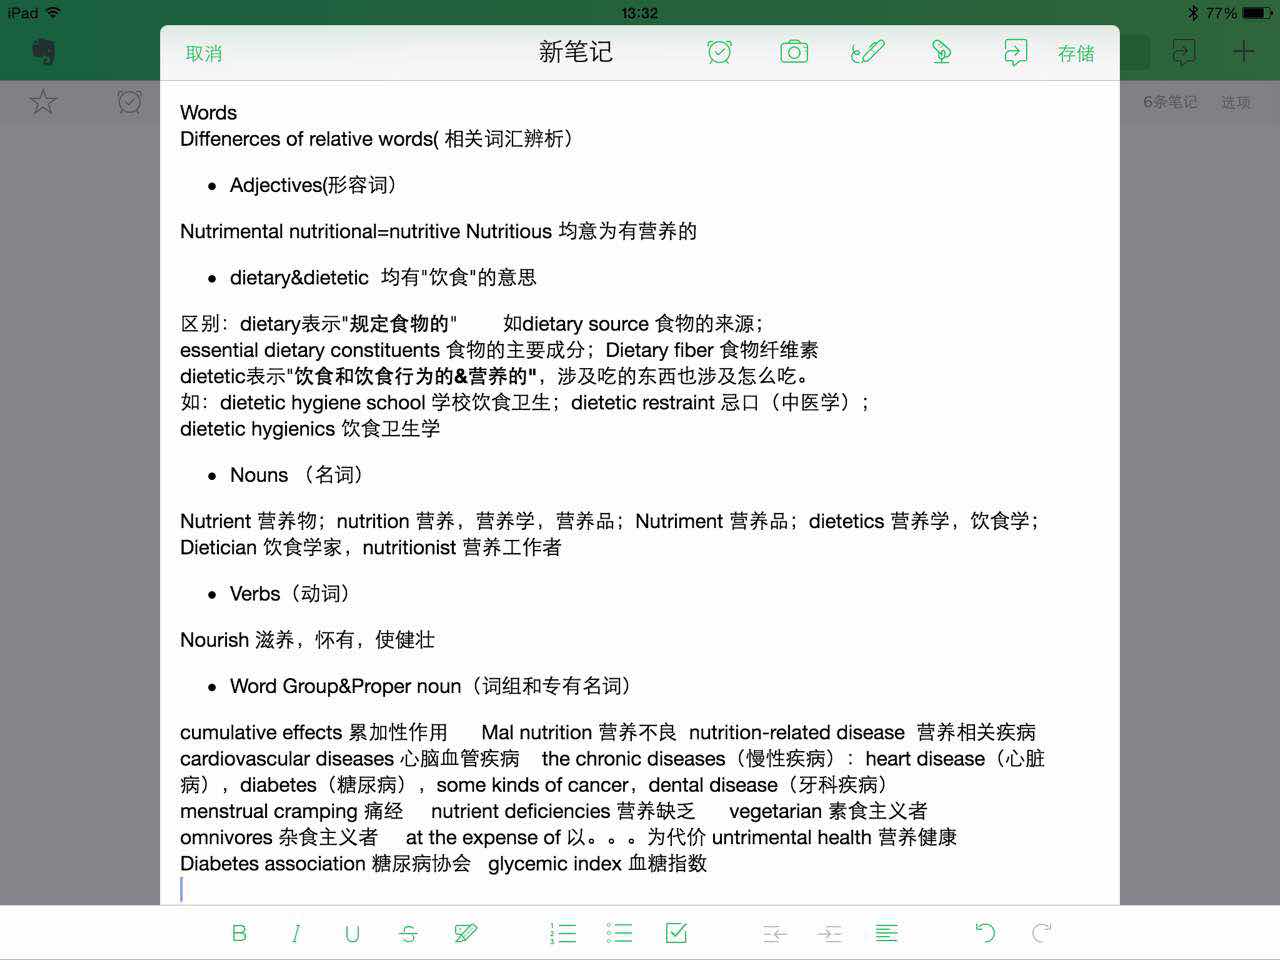 iPad 13:32 77%
取消 新笔记 存储
6条笔记 选项
Words
Diffenerces of relative words( 相关词汇辨析）
• Adjectives(形容词）
Nutrimental nutritional=nutritive Nutritious 均意为有营养的
• dietary&dietetic 均有"饮食"的意思
区别：dietary表示"规定食物的" 如dietary source 食物的来源；
essential dietary constituents 食物的主要成分；Dietary fiber 食物纤维素
dietetic表示"饮食和饮食行为的&营养的"，涉及吃的东西也涉及怎么吃。
如：dietetic hygiene school 学校饮食卫生；dietetic restraint 忌口（中医学）；
dietetic hygienics 饮食卫生学
• Nouns （名词）
Nutrient 营养物；nutrition 营养，营养学，营养品；Nutriment 营养品；dietetics 营养学，饮食学；
Dietician 饮食学家，nutritionist 营养工作者
• Verbs（动词）
Nourish 滋养，怀有，使健壮
• Word Group&Proper noun（词组和专有名词）
cumulative effects 累加性作用 Mal nutrition 营养不良 nutrition-related disease 营养相关疾病
cardiovascular diseases 心脑血管疾病 the chronic diseases（慢性疾病）：heart disease（心脏
病），diabetes（糖尿病），some kinds of cancer，dental disease（牙科疾病）
menstrual cramping 痛经 nutrient deficiencies 营养缺乏 vegetarian 素食主义者
omnivores 杂食主义者 at the expense of 以。。。为代价 untrimental health 营养健康
Diabetes association 糖尿病协会 glycemic index 血糖指数
B I U S